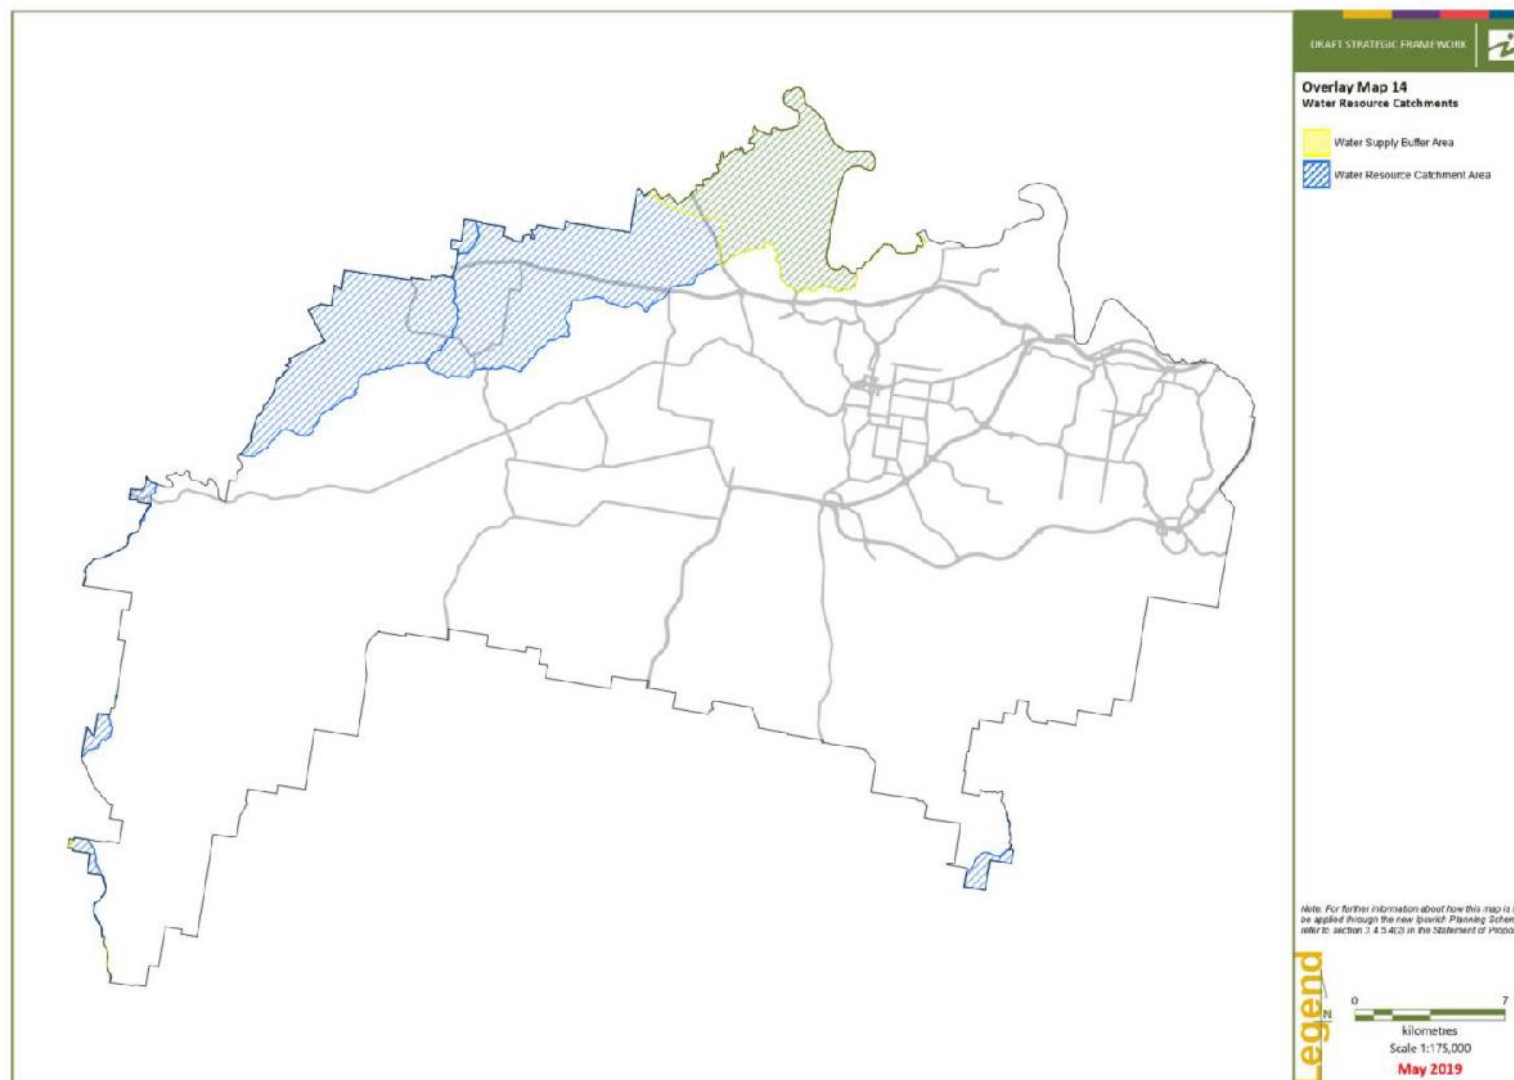 DRAFT STRATEGIC FRAMEWORK
Overlay Map 14
Water Resource Catchments
Water Supply Buffer Area
Water Resource Catchment Area
Note: For further information about how this map is
be applied through the new Ipswich Planning
refer to section 3.4.5.4(2) in the Statement of
Legend
N
0 7
kilometres
Scale 1:175,000
May 2019